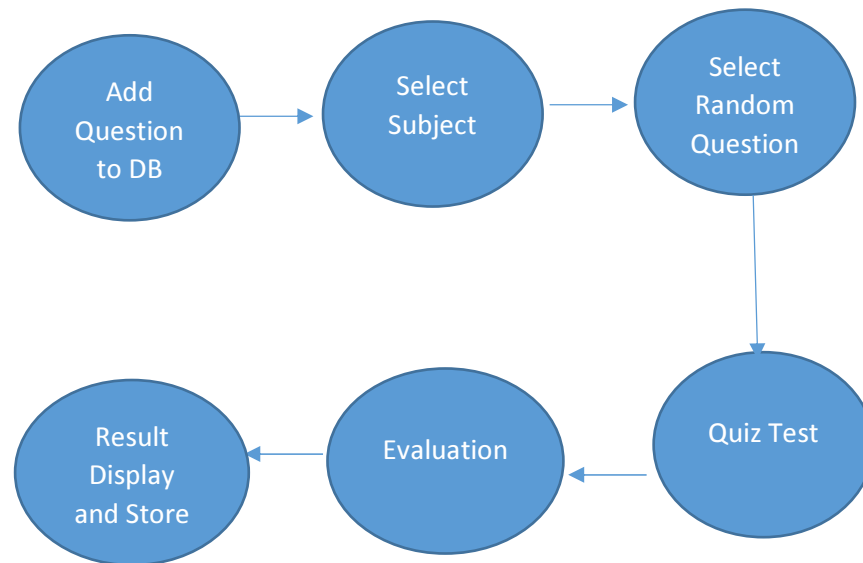 Add
Question
to DB
Select
Subject
Select
Random
Question
Quiz Test
Evaluation
Result
Display
and Store